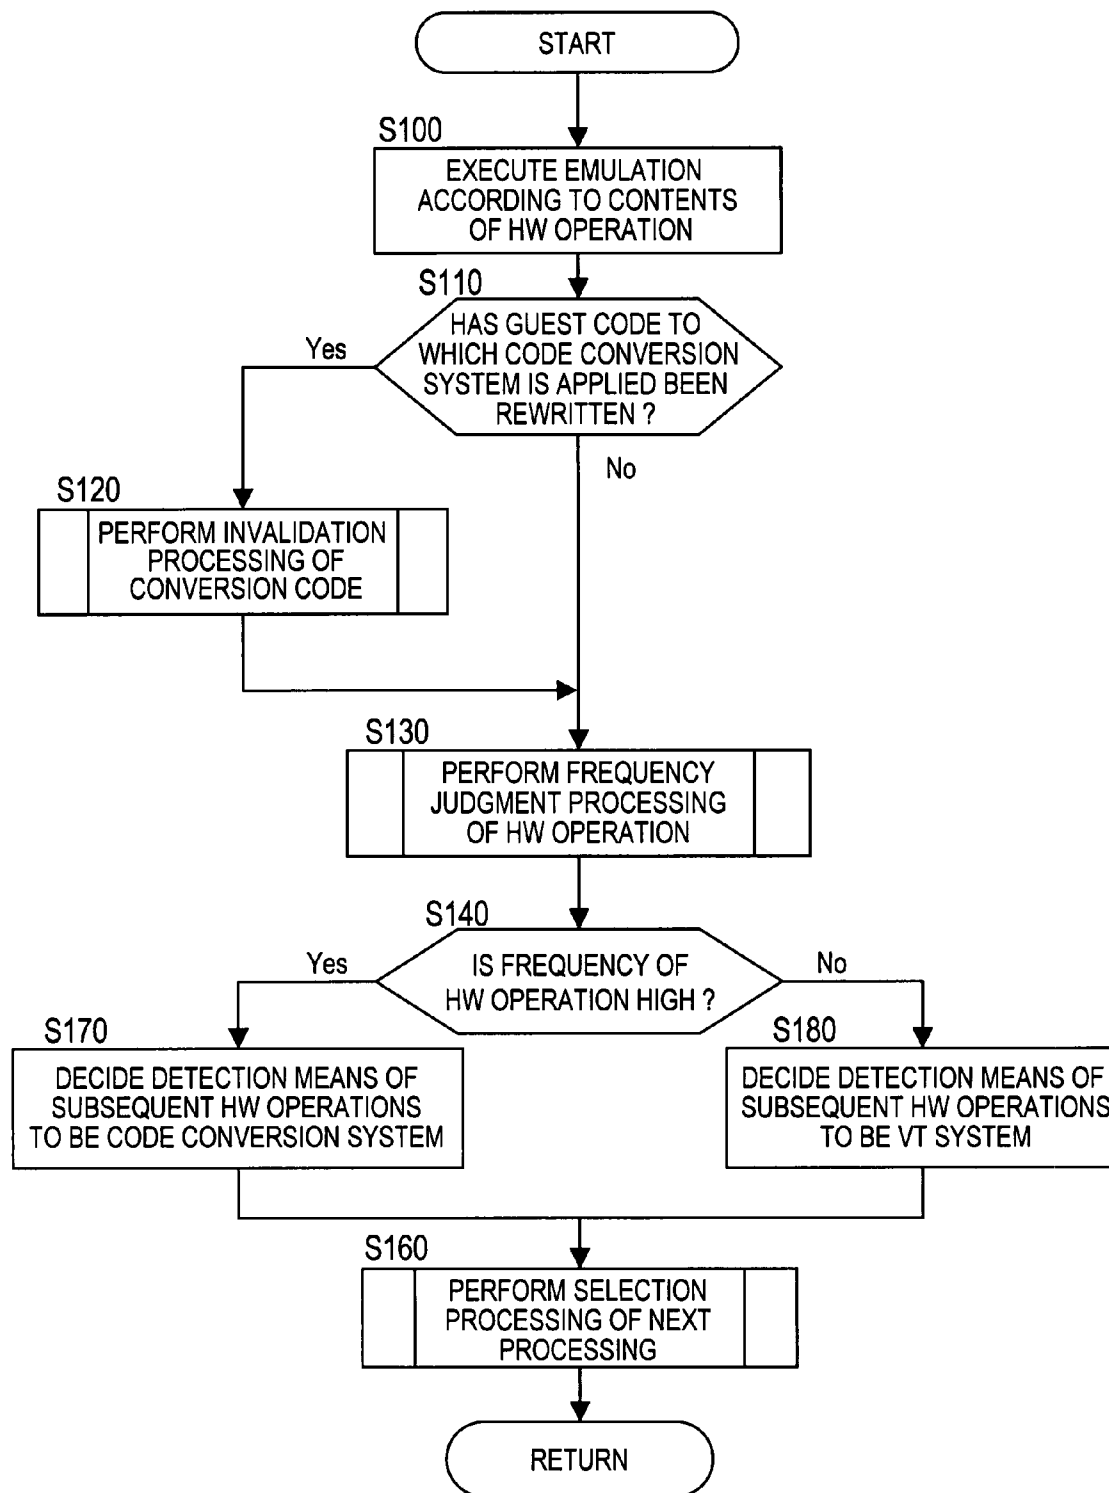 START
S100
EXECUTE EMULATION
ACCORDING TO CONTENTS
OF HW OPERATION
S110
HAS GUEST CODE TO
WHICH CODE CONVERSION
SYSTEM IS APPLIED BEEN
REWRITTEN ?
Yes
No
S120
PERFORM INVALIDATION
PROCESSING OF
CONVERSION CODE
S130
PERFORM FREQUENCY
JUDGMENT PROCESSING
OF HW OPERATION
S140
IS FREQUENCY OF
HW OPERATION HIGH ?
Yes
No
S170
DECIDE DETECTION MEANS OF
SUBSEQUENT HW OPERATIONS
TO BE CODE CONVERSION SYSTEM
S180
DECIDE DETECTION MEANS OF
SUBSEQUENT HW OPERATIONS
TO BE VT SYSTEM
S160
PERFORM SELECTION
PROCESSING OF NEXT
PROCESSING
RETURN